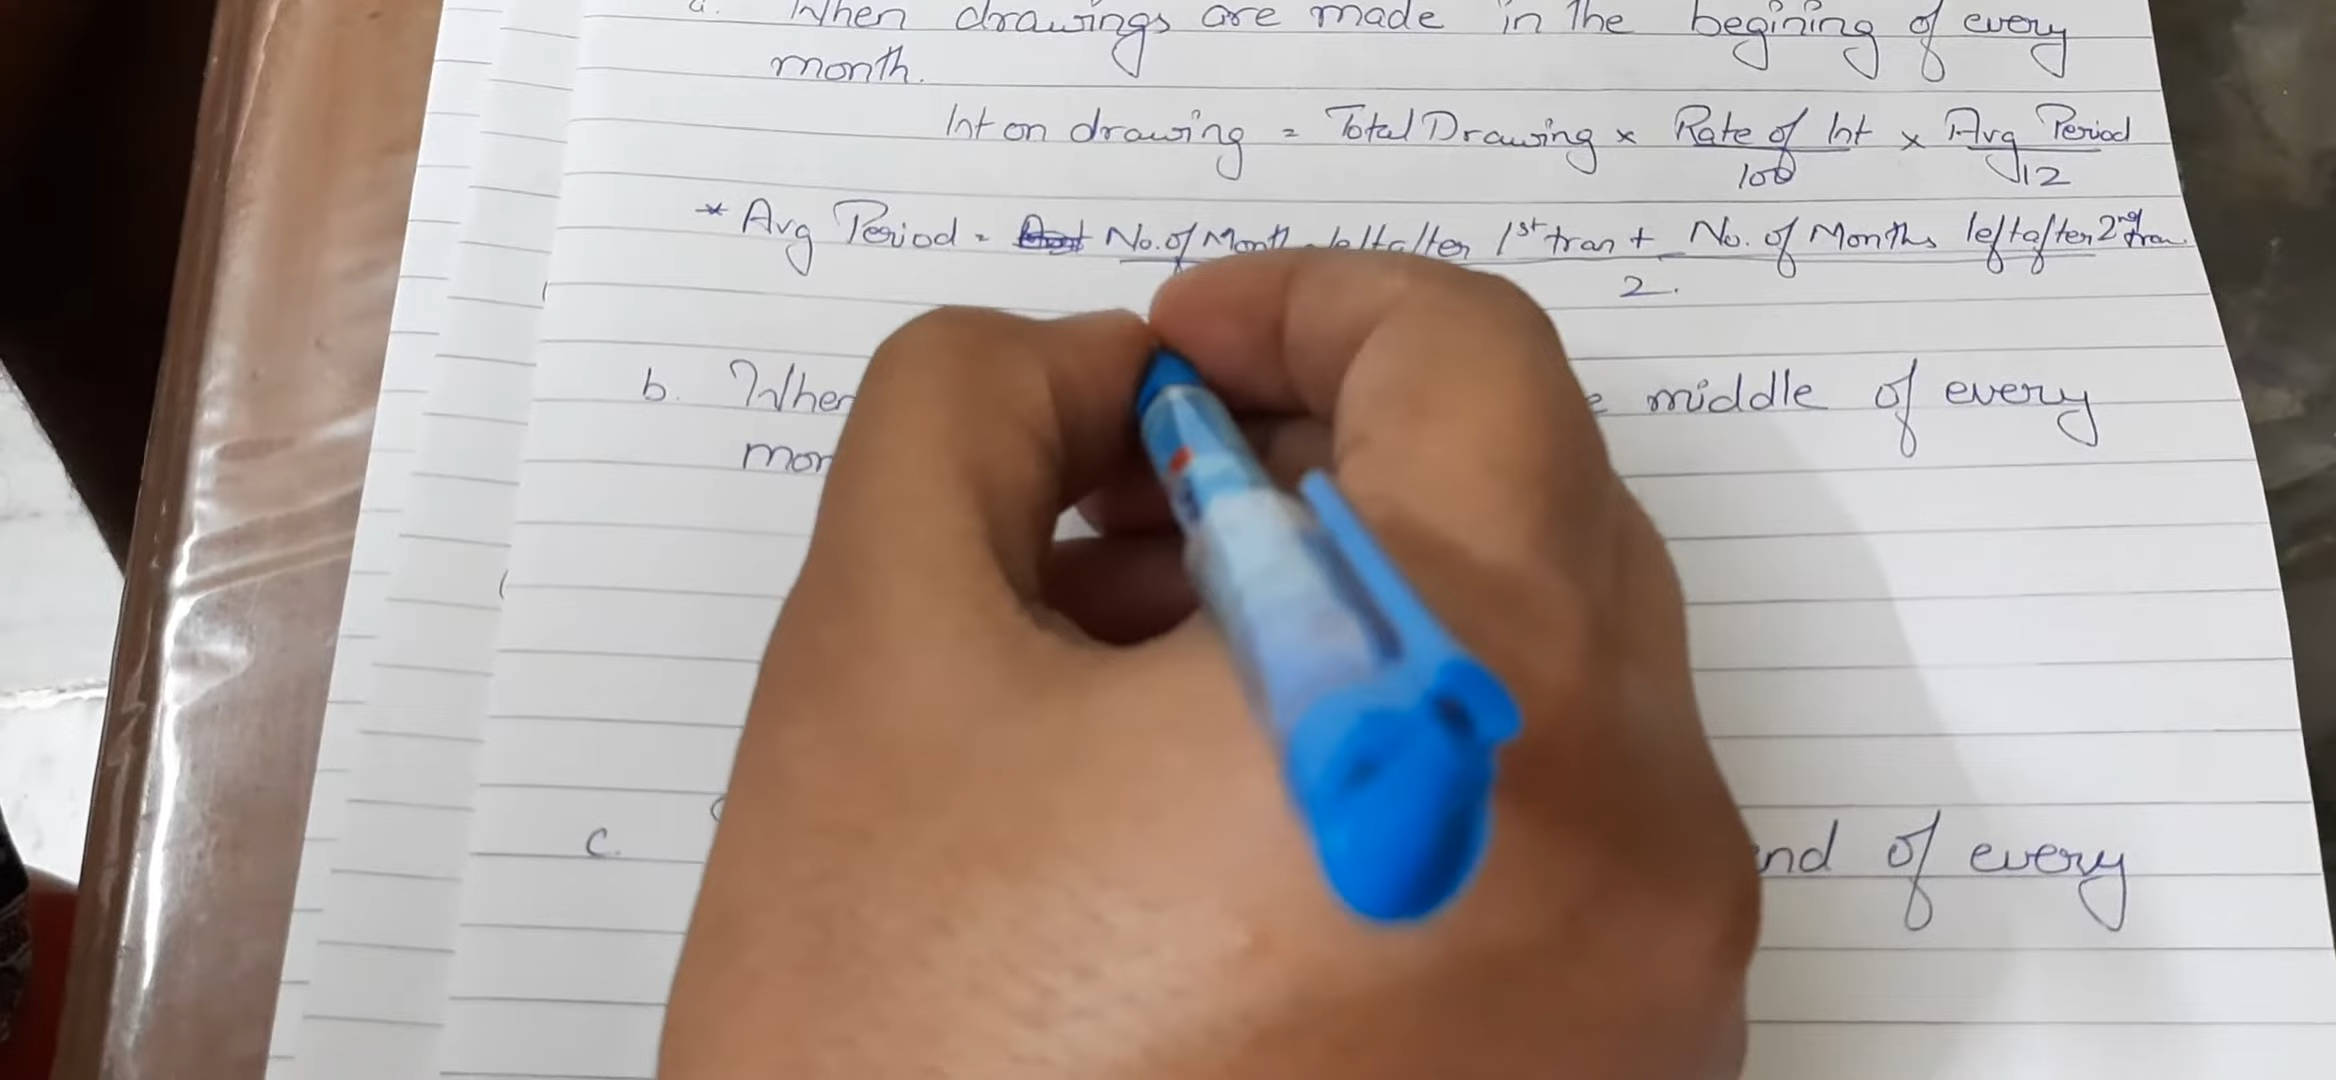 a. When drawings are made in the begining of every
month.
Int on drawing = Total Drawing × Rate of Int × Avg Period
100 12
* Avg Period = No. of Month left after 1st tran + No. of Months left after 2nd tran.
2.
b. When middle of every
c. of every